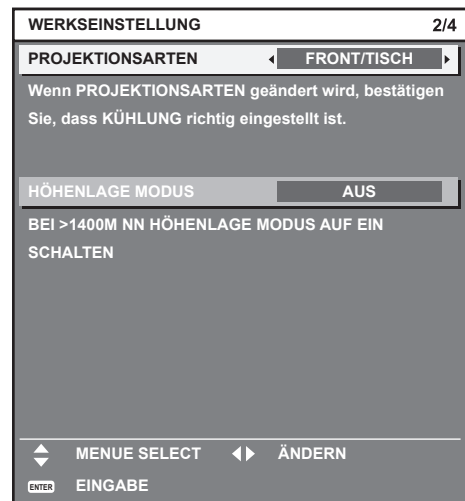 WERKSEINSTELLUNG 2/4
PROJEKTIONSARTEN FRONT/TISCH
Wenn PROJEKTIONSARTEN geändert wird, bestätigen
Sie, dass KÜHLUNG richtig eingestellt ist.
HÖHENLAGE MODUS AUS
BEI >1400M NN HÖHENLAGE MODUS AUF EIN
SCHALTEN
MENUE SELECT ÄNDERN
ENTER EINGABE